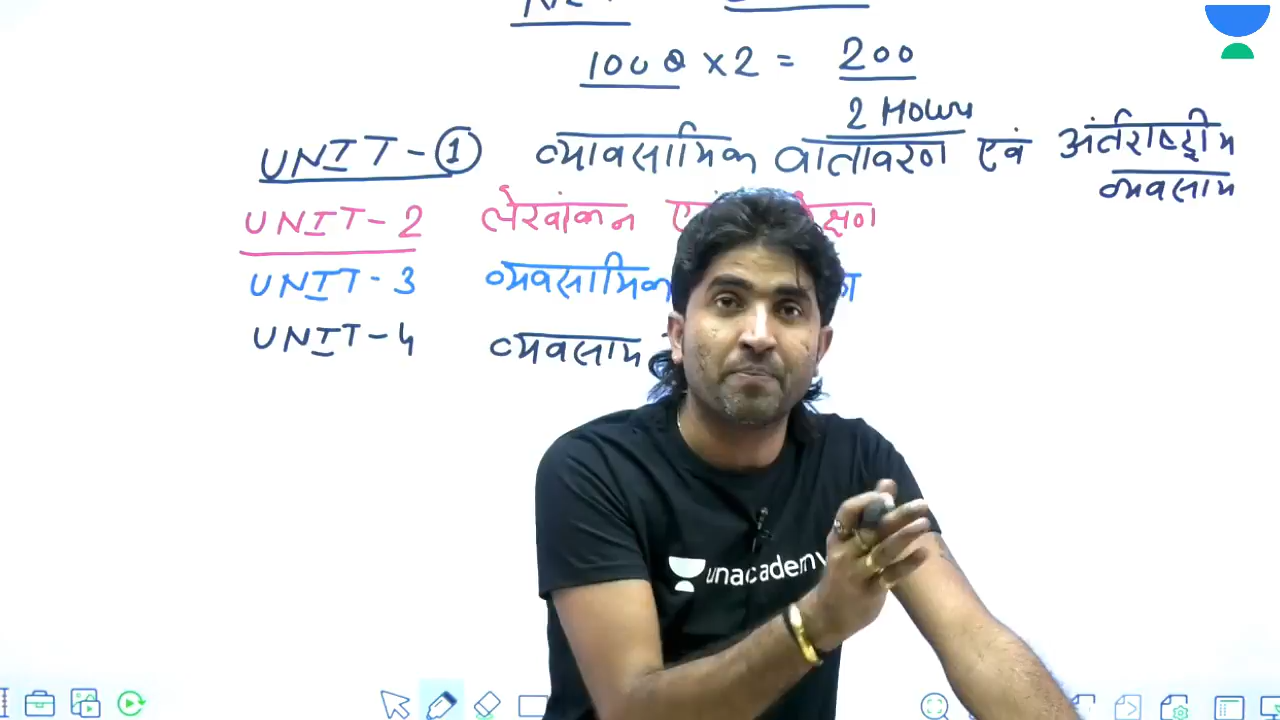 100 Q × 2 = 200
2 Hours
UNIT - 1 व्यावसायिक वातावरण एवं अंर्तराष्ट्रीय
व्यवसाय
UNIT - 2 लेखांकन
UNIT - 3 व्यवसायिक
UNIT - 4 व्यवसाय
unacademy